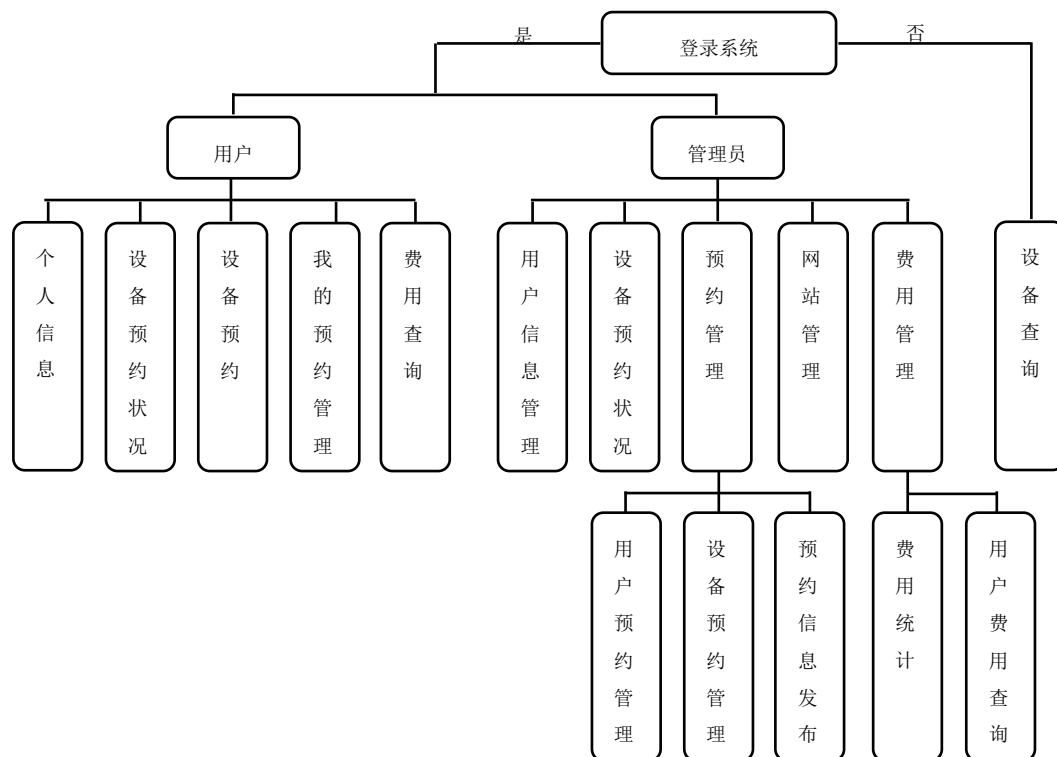 是
登录系统
否
用户
管理员
个人信息
设备预约状况
设备预约
我的预约管理
费用查询
用户信息管理
设备预约状况
预约管理
网站管理
费用管理
设备查询
用户预约管理
设备预约管理
预约信息发布
费用统计
用户费用查询